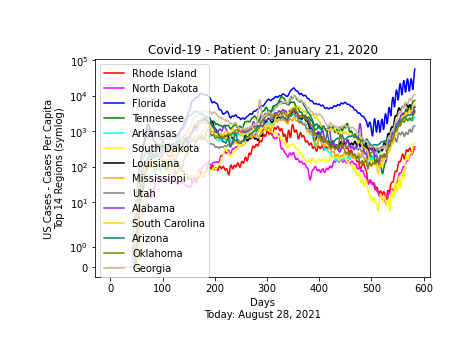 Covid-19 - Patient 0: January 21, 2020
US Cases - Cases Per Capita
Top 14 Regions (symlog)
10^5
10^4
10^3
10^2
10^1
10^0
0
Rhode Island
North Dakota
Florida
Tennessee
Arkansas
South Dakota
Louisiana
Mississippi
Utah
Alabama
South Carolina
Arizona
Oklahoma
Georgia
0 100 200 300 400 500 600
Days
Today: August 28, 2021